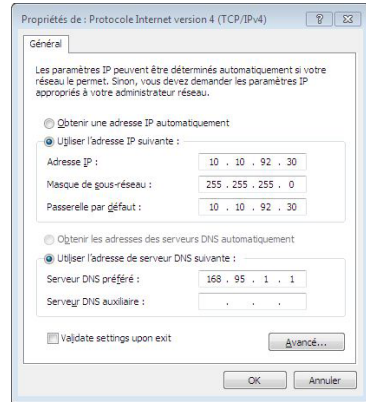 Propriétés de : Protocole Internet version 4 (TCP/IPv4)
Général
Les paramètres IP peuvent être déterminés automatiquement si votre
réseau le permet. Sinon, vous devez demander les paramètres IP
appropriés à votre administrateur réseau.
Obtenir une adresse IP automatiquement
Utiliser l'adresse IP suivante :
Adresse IP : 10 . 10 . 92 . 30
Masque de sous-réseau : 255 . 255 . 255 . 0
Passerelle par défaut : 10 . 10 . 92 . 30
Obtenir les adresses des serveurs DNS automatiquement
Utiliser l'adresse de serveur DNS suivante :
Serveur DNS préféré : 168 . 95 . 1 . 1
Serveur DNS auxiliaire : . . .
Validate settings upon exit
Avancé...
OK Annuler